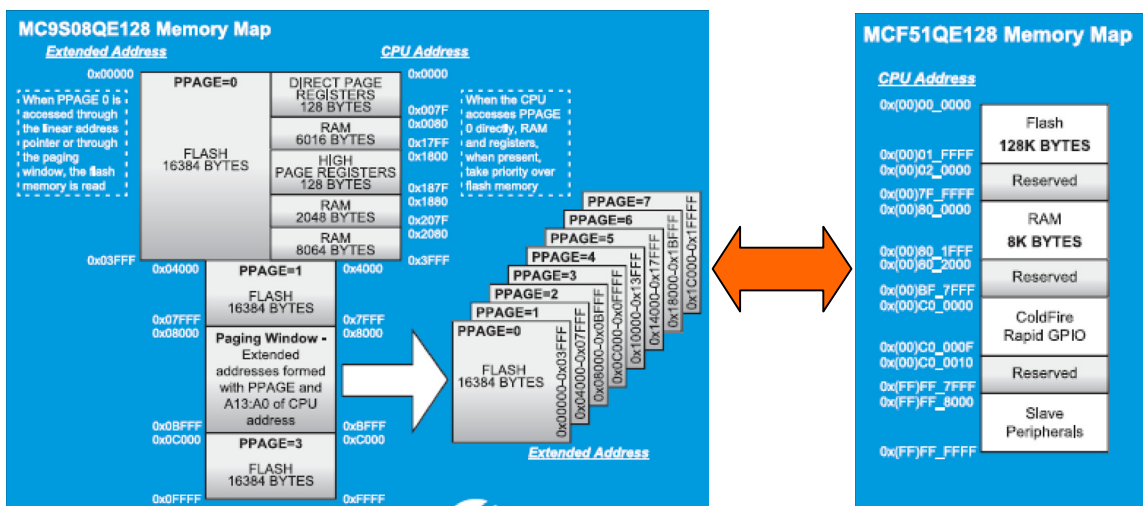 MC9S08QE128 Memory Map
Extended Address
CPU Address
0x00000
When PPAGE 0 is
accessed through
the linear address
pointer or through
the paging
window, the flash
memory is read
0x03FFF
PPAGE=0
FLASH
16384 BYTES
DIRECT PAGE
REGISTERS
128 BYTES
RAM
6016 BYTES
HIGH
PAGE REGISTERS
128 BYTES
RAM
2048 BYTES
RAM
8064 BYTES
0x0000
0x007F
0x0080
0x17FF
0x1800
0x187F
0x1880
0x207F
0x2080
0x3FFF
When the CPU
accesses PPAGE
0 directly, RAM
and registers,
when present,
take priority over
flash memory
0x04000
PPAGE=1
0x4000
FLASH
16384 BYTES
0x07FFF
0x7FFF
0x08000
0x8000
Paging Window -
Extended
addresses formed
with PPAGE and
A13:A0 of CPU
address
0x0BFFF
0xBFFF
0x0C000
0xC000
PPAGE=3
FLASH
16384 BYTES
0x0FFFF
0xFFFF
PPAGE=7
PPAGE=6
PPAGE=5
PPAGE=4
PPAGE=3
PPAGE=2
PPAGE=1
PPAGE=0
FLASH
16384 BYTES
0x00000-0x03FFF
0x04000-0x07FFF
0x08000-0x0BFFF
0x0C000-0x0FFFF
0x10000-0x13FFF
0x14000-0x17FFF
0x18000-0x1BFFF
0x1C000-0x1FFFF
Extended Address
MCF51QE128 Memory Map
CPU Address
0x(00)00_0000
Flash
128K BYTES
0x(00)01_FFFF
0x(00)02_0000
Reserved
0x(00)7F_FFFF
0x(00)80_0000
RAM
8K BYTES
0x(00)80_1FFF
0x(00)80_2000
Reserved
0x(00)BF_7FFF
0x(00)C0_0000
ColdFire
Rapid GPIO
0x(00)C0_000F
0x(00)C0_0010
Reserved
0x(FF)FF_7FFF
0x(FF)FF_8000
Slave
Peripherals
0x(FF)FF_FFFF